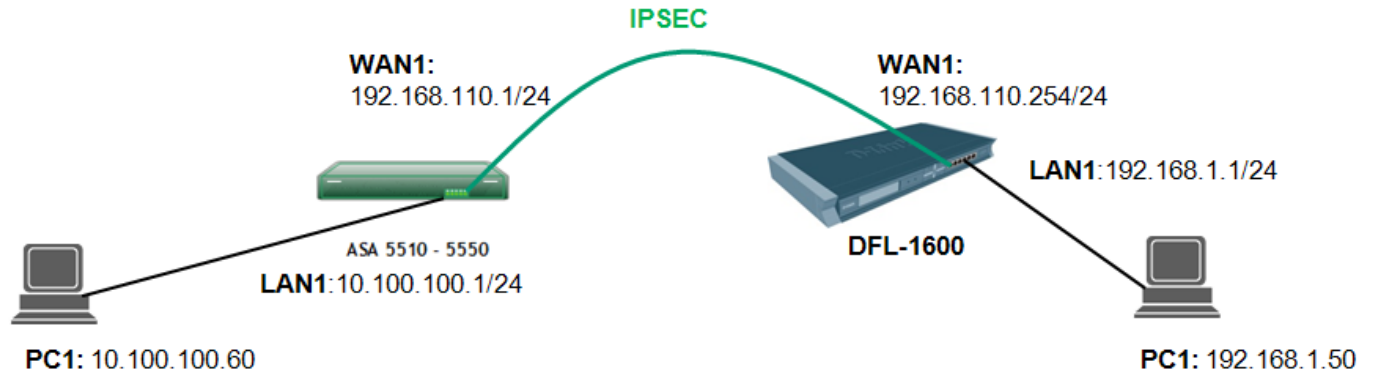 IPSEC
WAN1:
192.168.110.1/24
WAN1:
192.168.110.254/24
D-Link
LAN1:192.168.1.1/24
ASA 5510 - 5550
DFL-1600
LAN1:10.100.100.1/24
PC1: 10.100.100.60
PC1: 192.168.1.50